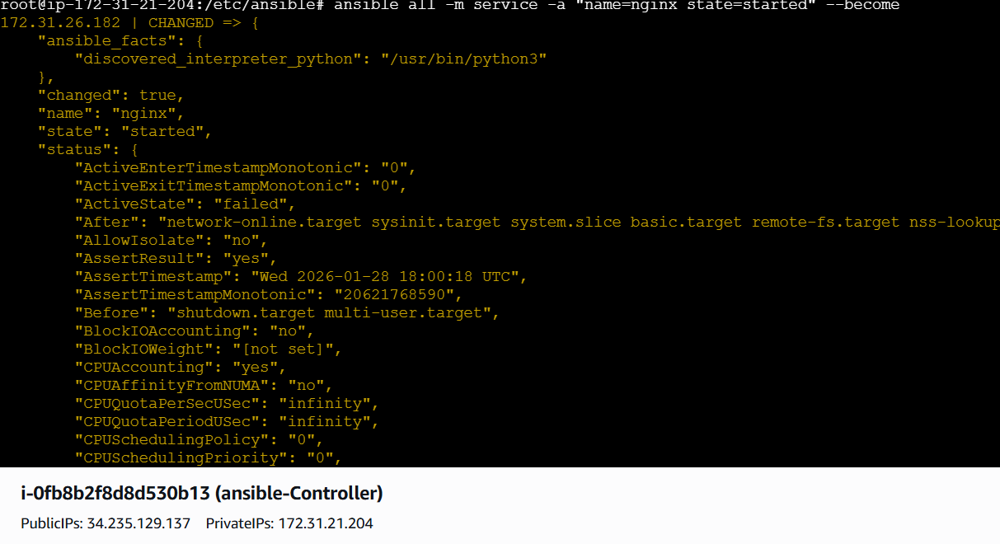 root@ip-172-31-21-204:/etc/ansible# ansible all -m service -a "name=nginx state=started" --become
172.31.26.182 | CHANGED => {
    "ansible_facts": {
        "discovered_interpreter_python": "/usr/bin/python3"
    },
    "changed": true,
    "name": "nginx",
    "state": "started",
    "status": {
        "ActiveEnterTimestampMonotonic": "0",
        "ActiveExitTimestampMonotonic": "0",
        "ActiveState": "failed",
        "After": "network-online.target sysinit.target system.slice basic.target remote-fs.target nss-lookup
        "AllowIsolate": "no",
        "AssertResult": "yes",
        "AssertTimestamp": "Wed 2026-01-28 18:00:18 UTC",
        "AssertTimestampMonotonic": "20621768590",
        "Before": "shutdown.target multi-user.target",
        "BlockIOAccounting": "no",
        "BlockIOWeight": "[not set]",
        "CPUAccounting": "yes",
        "CPUAffinityFromNUMA": "no",
        "CPUQuotaPerSecUSec": "infinity",
        "CPUQuotaPeriodUSec": "infinity",
        "CPUSchedulingPolicy": "0",
        "CPUSchedulingPriority": "0",
i-0fb8b2f8d8d530b13 (ansible-Controller)
PublicIPs: 34.235.129.137 PrivateIPs: 172.31.21.204